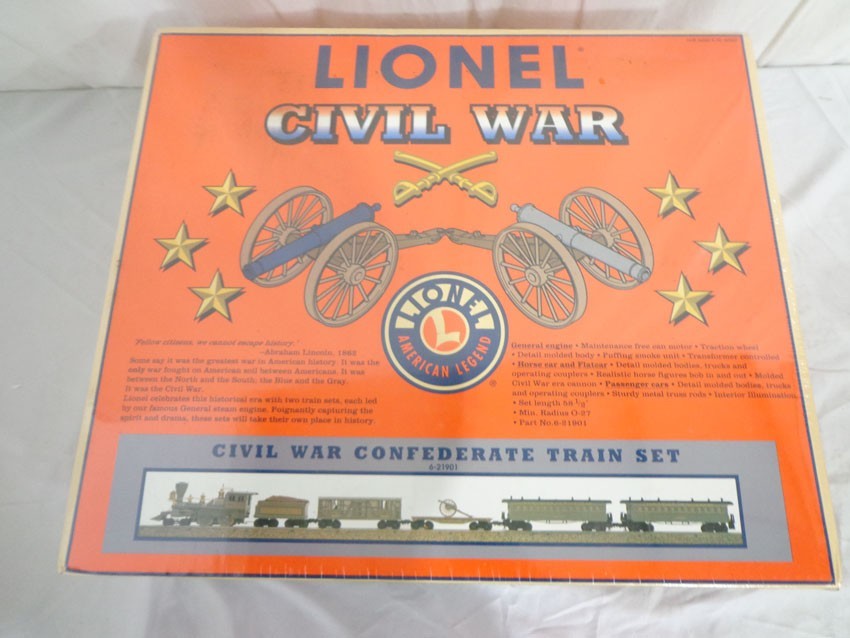 LIONEL
CIVIL WAR
LIONEL
L
AMERICAN LEGEND
®
"Fellow citizens, we cannot escape history."
—Abraham Lincoln, 1862
Some say it was the greatest war in American history. It was the
only war fought on American soil between Americans. It was
between the North and the South; the Blue and the Gray.
It was the Civil War.
Lionel celebrates this historical era with two train sets, each led
by our famous General steam engine. Poignantly capturing the
spirit and drama, these sets will take their own place in history.
General engine • Maintenance free can motor • Traction wheel
• Detail molded body • Puffing smoke unit • Transformer controlled
• Horse car and Flatcar • Detail molded bodies, trucks and
operating couplers • Realistic horse figures bob in and out • Molded
Civil War era cannon • Passenger cars • Detail molded bodies, trucks
and operating couplers • Sturdy metal truss rods • Interior Illumination
• Set length 58 1/8"
• Min. Radius O-27
• Part No.6-21901
CIVIL WAR CONFEDERATE TRAIN SET
6-21901